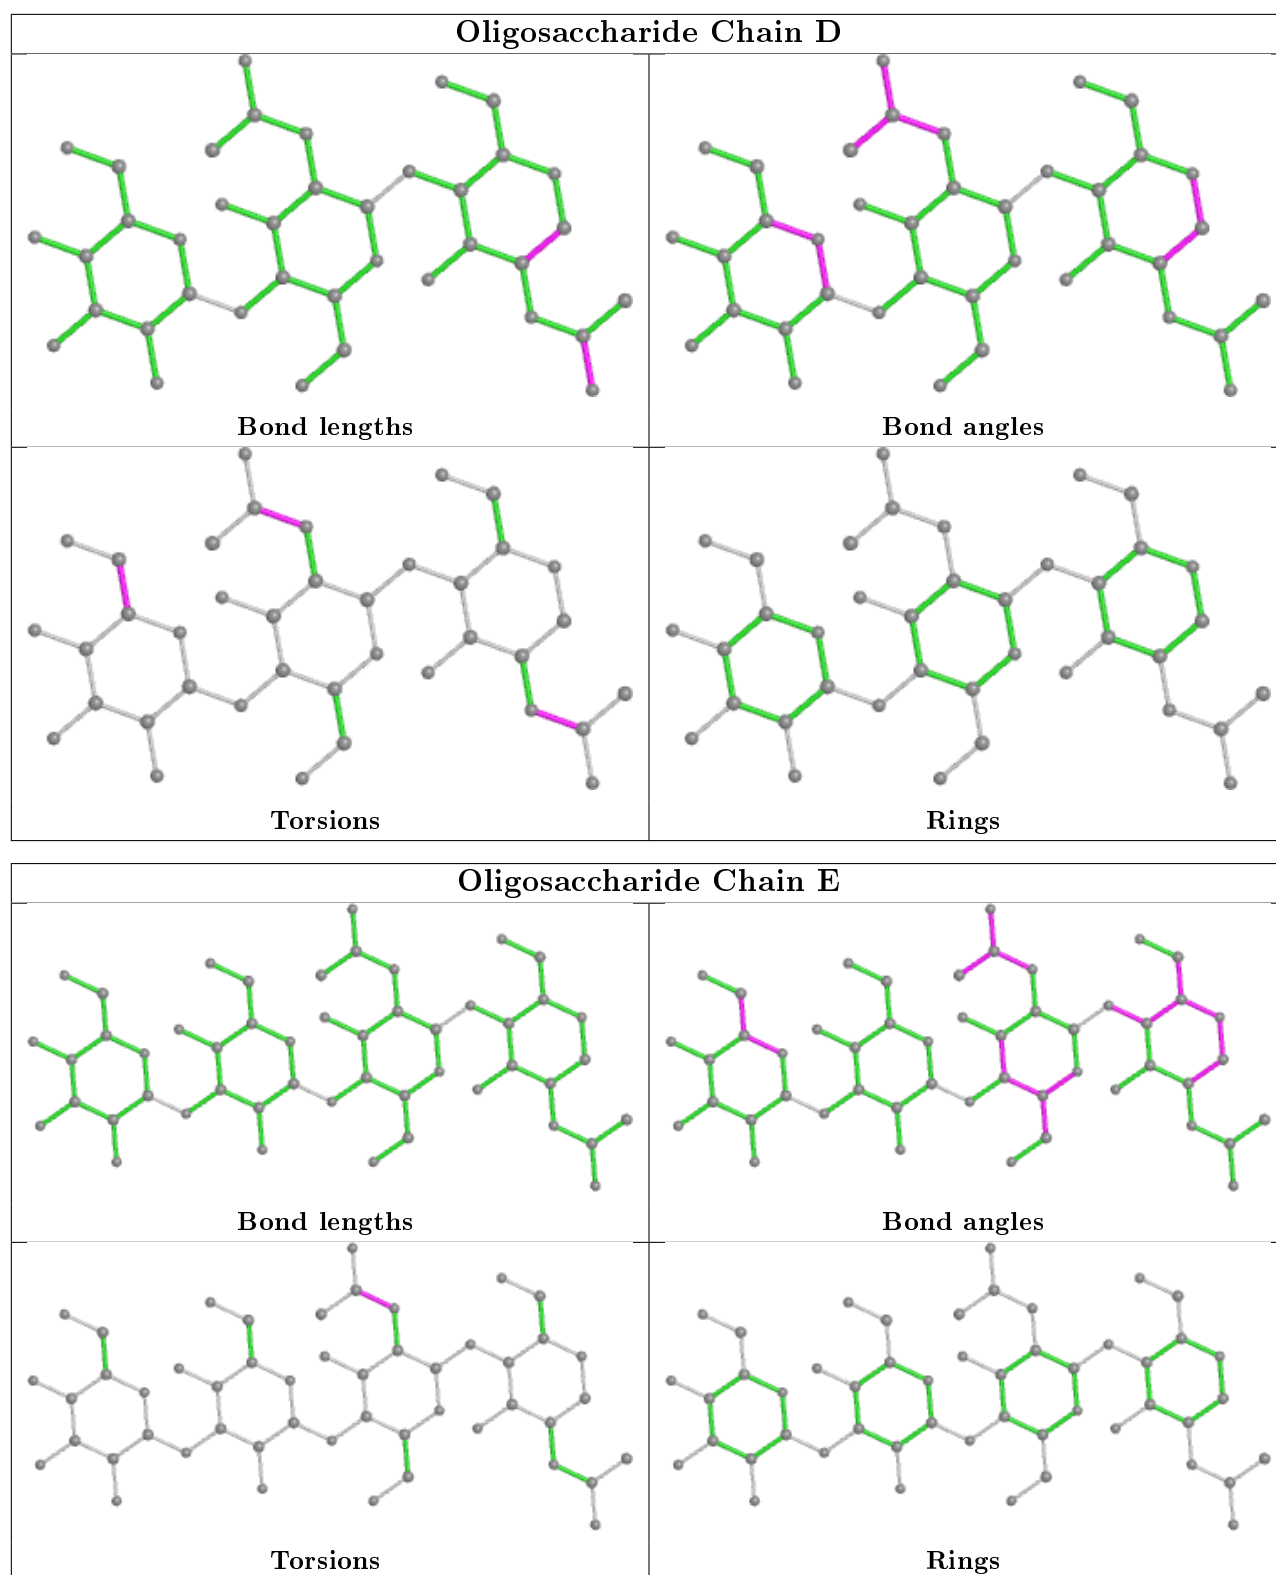 Oligosaccharide Chain D
Bond lengths
Bond angles
Torsions
Rings
Oligosaccharide Chain E
Bond lengths
Bond angles
Torsions
Rings